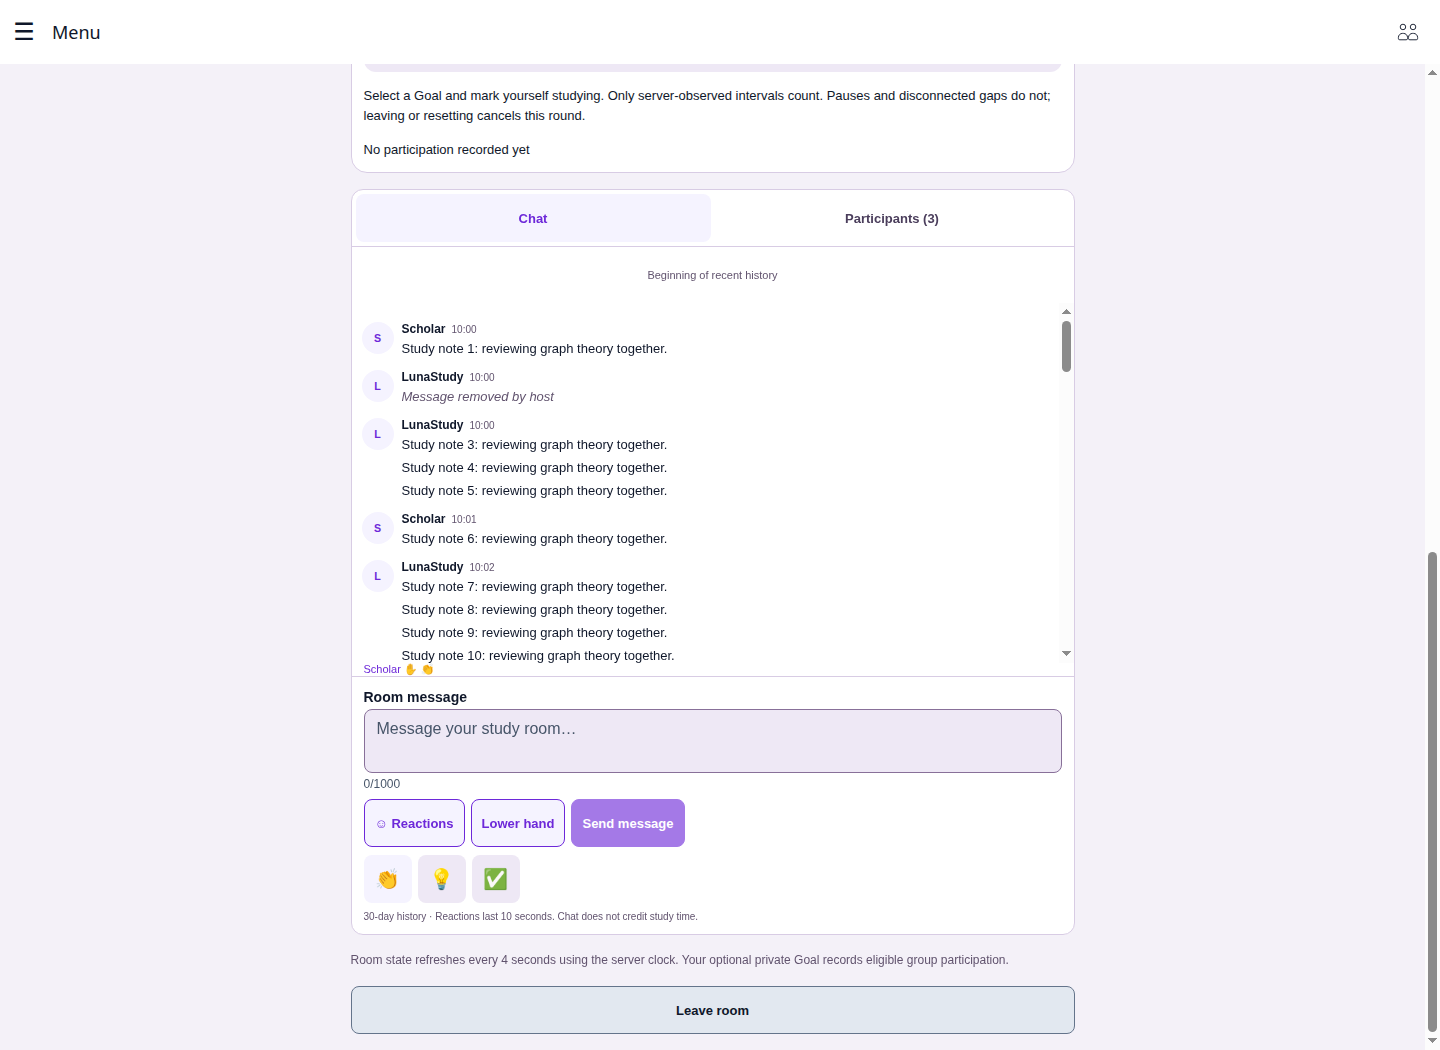 ☰ Menu
Select a Goal and mark yourself studying. Only server-observed intervals count. Pauses and disconnected gaps do not;
leaving or resetting cancels this round.
No participation recorded yet
Chat
Participants (3)
Beginning of recent history
S
Scholar 10:00
Study note 1: reviewing graph theory together.
L
LunaStudy 10:00
Message removed by host
L
LunaStudy 10:00
Study note 3: reviewing graph theory together.
Study note 4: reviewing graph theory together.
Study note 5: reviewing graph theory together.
S
Scholar 10:01
Study note 6: reviewing graph theory together.
L
LunaStudy 10:02
Study note 7: reviewing graph theory together.
Study note 8: reviewing graph theory together.
Study note 9: reviewing graph theory together.
Study note 10: reviewing graph theory together.
Scholar ✋ 👏
Room message
Message your study room…
0/1000
☺ Reactions
Lower hand
Send message
👏 💡 ✅
30-day history · Reactions last 10 seconds. Chat does not credit study time.
Room state refreshes every 4 seconds using the server clock. Your optional private Goal records eligible group participation.
Leave room